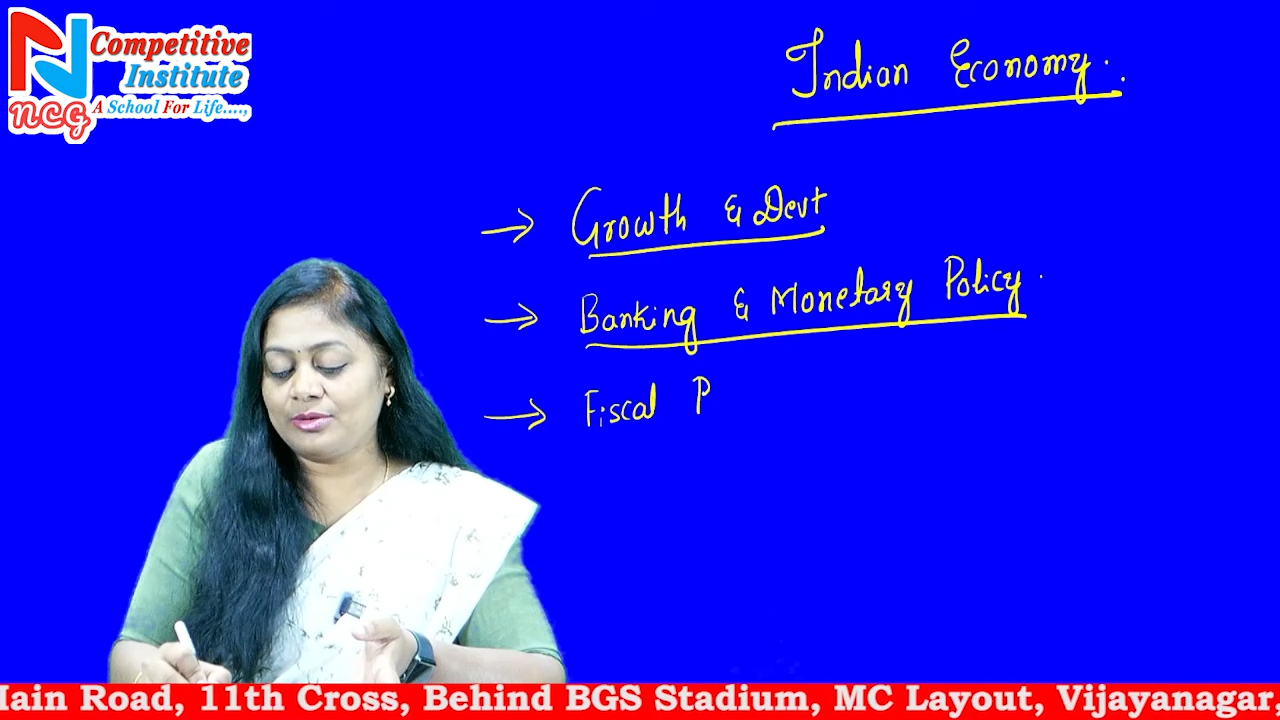 Competitive
Institute
NCG A School For Life....,
Indian Economy.
→ Growth & Devt
→ Banking & Monetary Policy.
→ Fiscal P
Main Road, 11th Cross, Behind BGS Stadium, MC Layout, Vijayanagar,